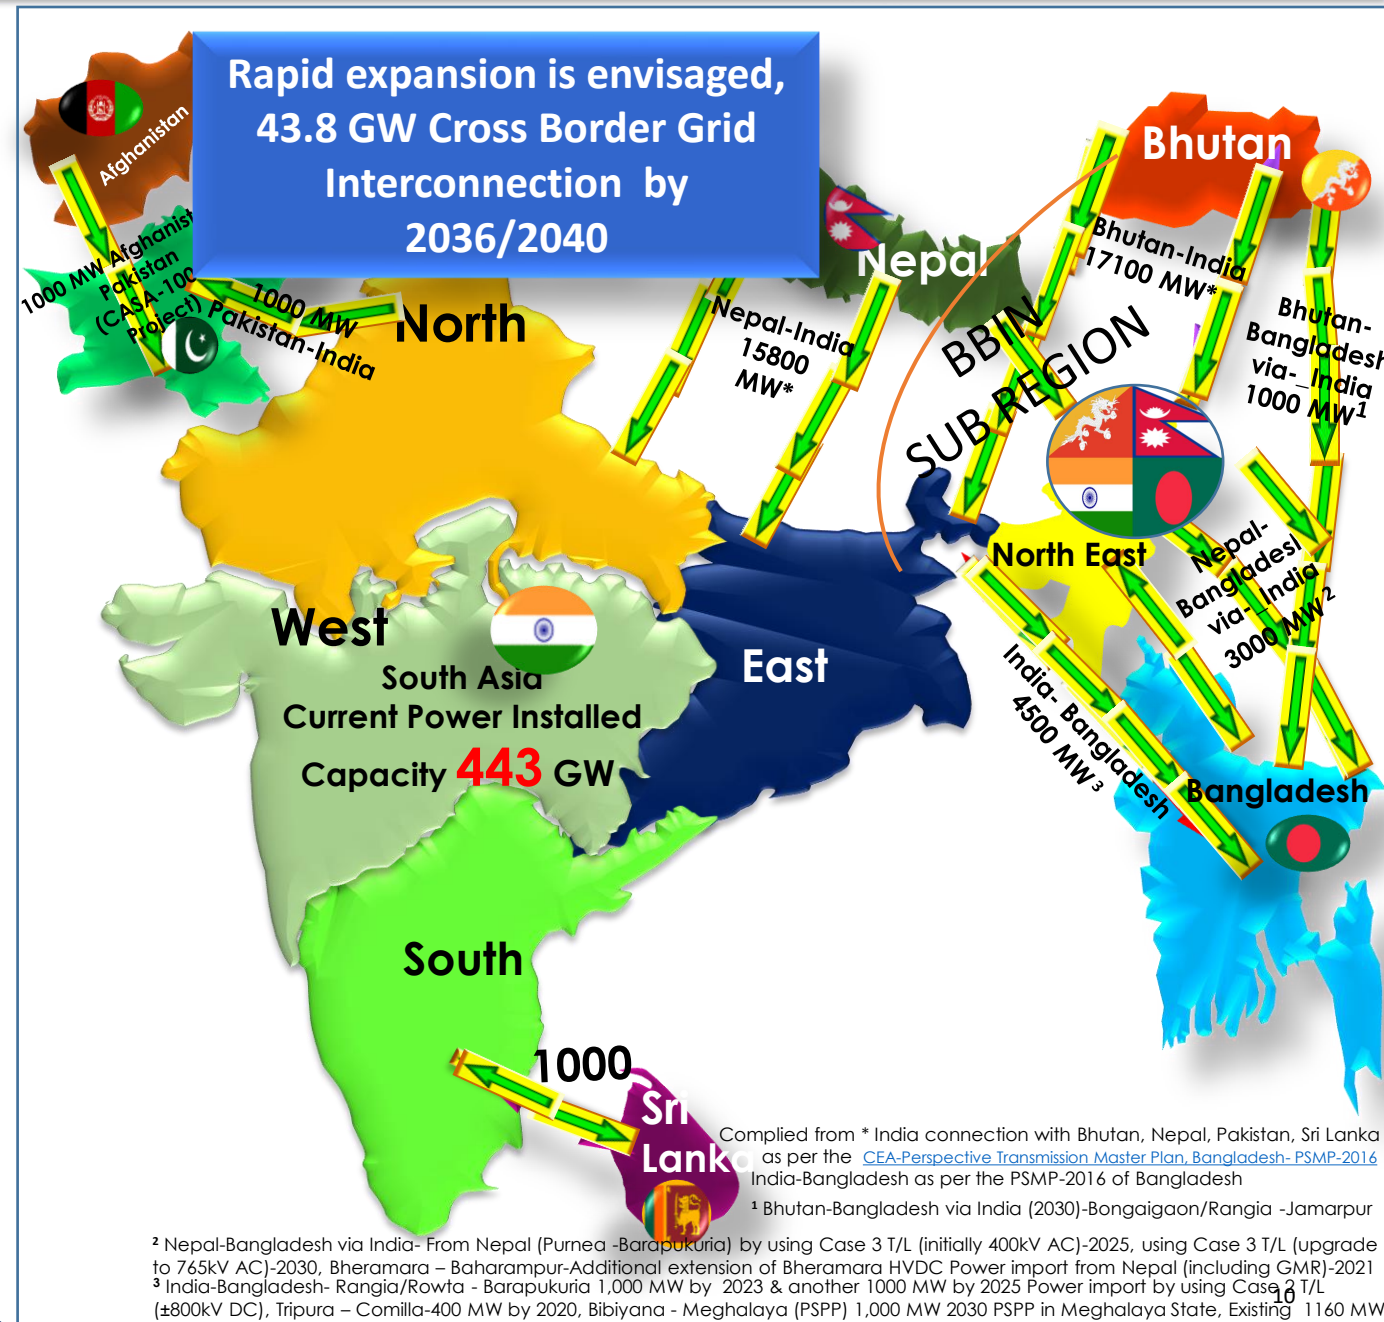 Rapid expansion is envisaged,
43.8 GW Cross Border Grid
Interconnection by
2036/2040
Afghanistan
1000 MW Afghanist
Pakistan
(CASA-100
Project)
1000 MW
Pakistan-India
North
Nepal
Nepal-India
15800
MW*
Bhutan
Bhutan-India
17100 MW*
Bhutan-
Bangladesh
via-_India
1000 MW1
BBIN
SUB REGION
North East
Nepal-
Bangladesl
via-_India
3000 MW2
India- Bangladesh
4500 MW3
Bangladesh
West
South Asia
Current Power Installed
Capacity 443 GW
East
South
1000
Sri
Lanka
Complied from * India connection with Bhutan, Nepal, Pakistan, Sri Lanka
as per the CEA-Perspective Transmission Master Plan, Bangladesh- PSMP-2016
India-Bangladesh as per the PSMP-2016 of Bangladesh
1 Bhutan-Bangladesh via India (2030)-Bongaigaon/Rangia -Jamarpur
2 Nepal-Bangladesh via India- From Nepal (Purnea -Barapukuria) by using Case 3 T/L (initially 400kV AC)-2025, using Case 3 T/L (upgrade
to 765kV AC)-2030, Bheramara – Baharampur-Additional extension of Bheramara HVDC Power import from Nepal (including GMR)-2021
3 India-Bangladesh- Rangia/Rowta - Barapukuria 1,000 MW by 2023 & another 1000 MW by 2025 Power import by using Case 2 T/L
(±800kV DC), Tripura – Comilla-400 MW by 2020, Bibiyana - Meghalaya (PSPP) 1,000 MW 2030 PSPP in Meghalaya State, Existing 1160 MW
10